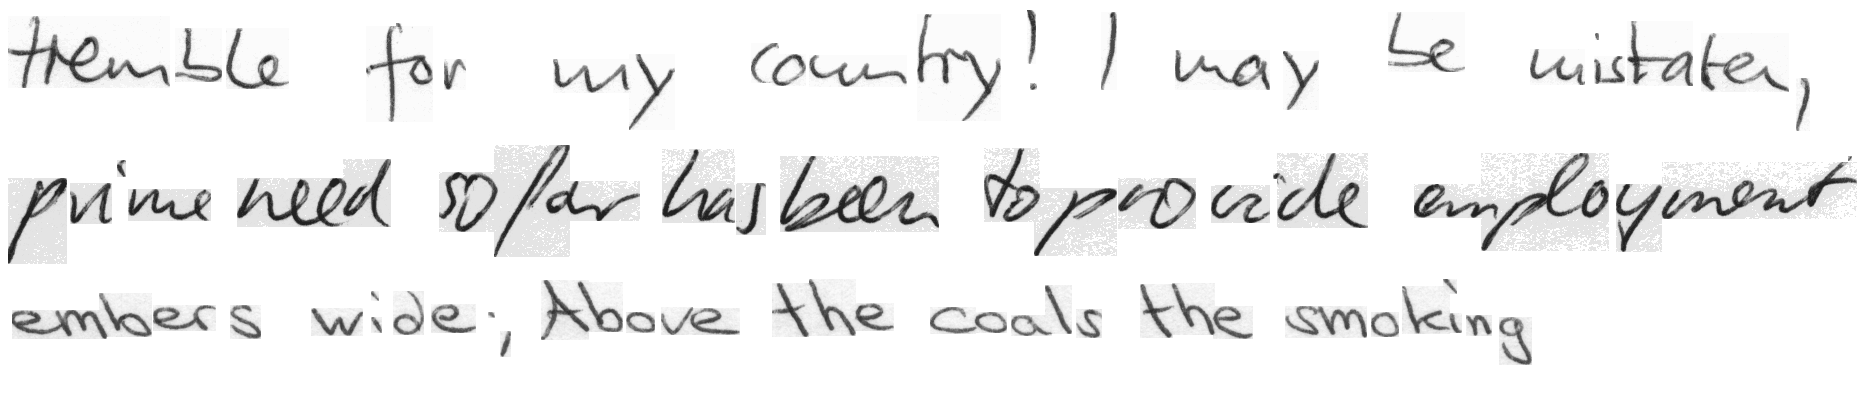 tremble for my country! I may be mistaken,
prime need so far has been to provide employment
embers wide; Above the coals the smoking